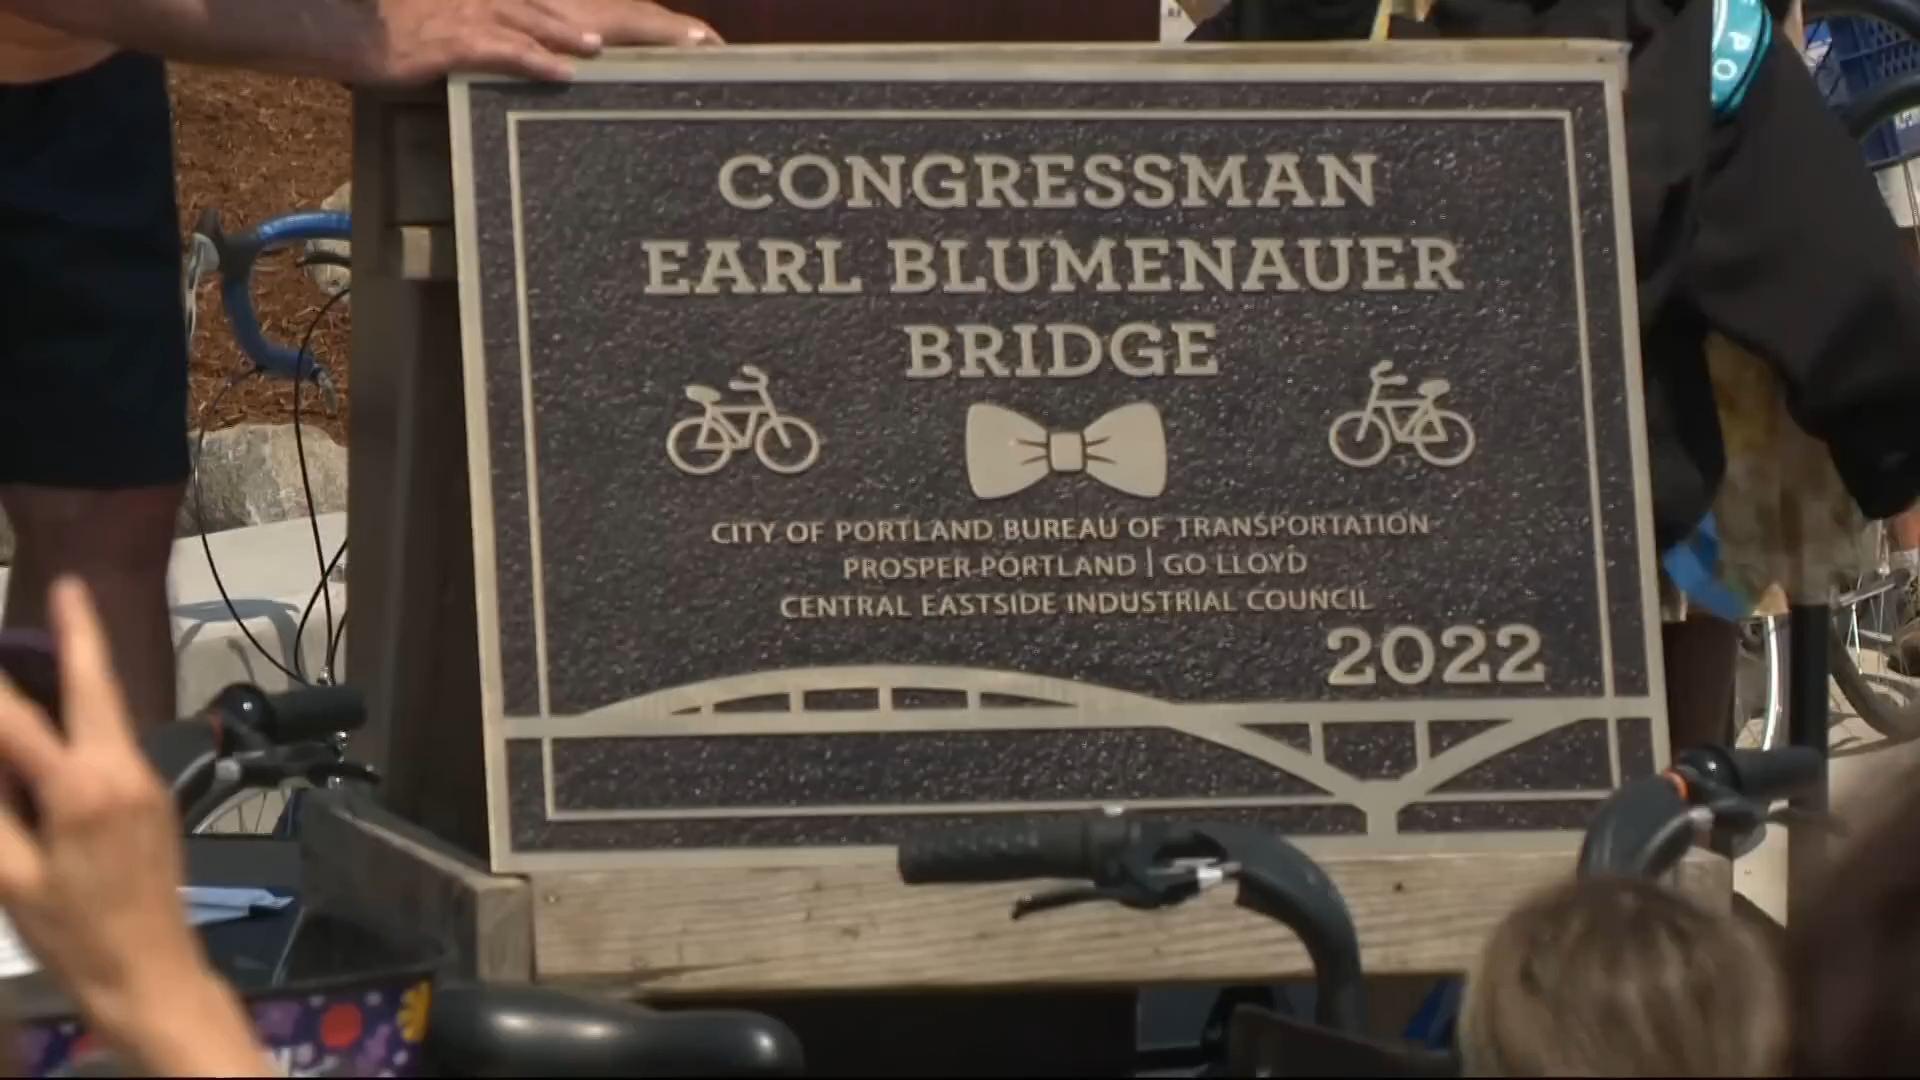 CONGRESSMAN
EARL BLUMENAUER
BRIDGE
CITY OF PORTLAND BUREAU OF TRANSPORTATION
PROSPER PORTLAND | GO LLOYD
CENTRAL EASTSIDE INDUSTRIAL COUNCIL
2022